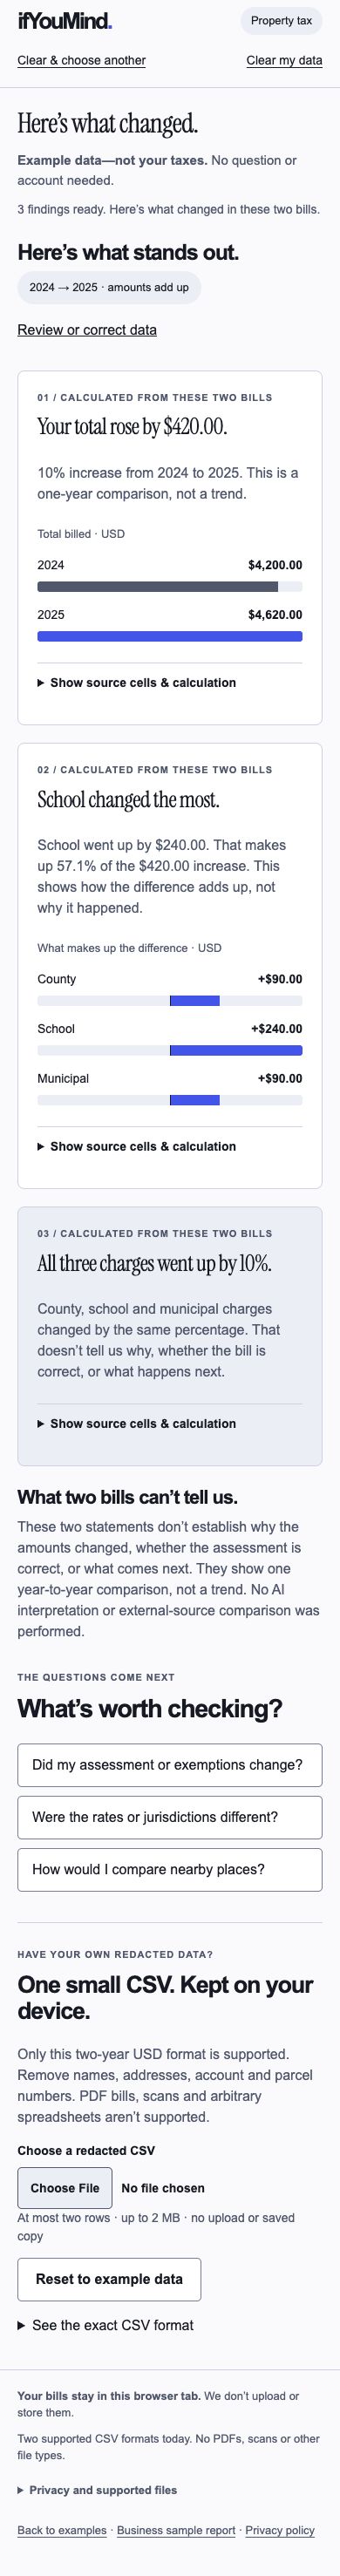 ifYouMind.
Property tax
Clear & choose another
Clear my data
Here’s what changed.
Example data—not your taxes. No question or
account needed.
3 findings ready. Here’s what changed in these two bills.
Here’s what stands out.
2024 → 2025 · amounts add up
Review or correct data
01 / CALCULATED FROM THESE TWO BILLS
Your total rose by $420.00.
10% increase from 2024 to 2025. This is a
one-year comparison, not a trend.
Total billed · USD
2024 $4,200.00
2025 $4,620.00
▶ Show source cells & calculation
02 / CALCULATED FROM THESE TWO BILLS
School changed the most.
School went up by $240.00. That makes
up 57.1% of the $420.00 increase. This
shows how the difference adds up, not
why it happened.
What makes up the difference · USD
County +$90.00
School +$240.00
Municipal +$90.00
▶ Show source cells & calculation
03 / CALCULATED FROM THESE TWO BILLS
All three charges went up by 10%.
County, school and municipal charges
changed by the same percentage. That
doesn’t tell us why, whether the bill is
correct, or what happens next.
▶ Show source cells & calculation
What two bills can’t tell us.
These two statements don’t establish why the
amounts changed, whether the assessment is
correct, or what comes next. They show one
year-to-year comparison, not a trend. No AI
interpretation or external-source comparison was
performed.
THE QUESTIONS COME NEXT
What’s worth checking?
Did my assessment or exemptions change?
Were the rates or jurisdictions different?
How would I compare nearby places?
HAVE YOUR OWN REDACTED DATA?
One small CSV. Kept on your
device.
Only this two-year USD format is supported.
Remove names, addresses, account and parcel
numbers. PDF bills, scans and arbitrary
spreadsheets aren’t supported.
Choose a redacted CSV
Choose File No file chosen
At most two rows · up to 2 MB · no upload or saved
copy
Reset to example data
▶ See the exact CSV format
Your bills stay in this browser tab. We don’t upload or
store them.
Two supported CSV formats today. No PDFs, scans or other
file types.
▶ Privacy and supported files
Back to examples · Business sample report · Privacy policy